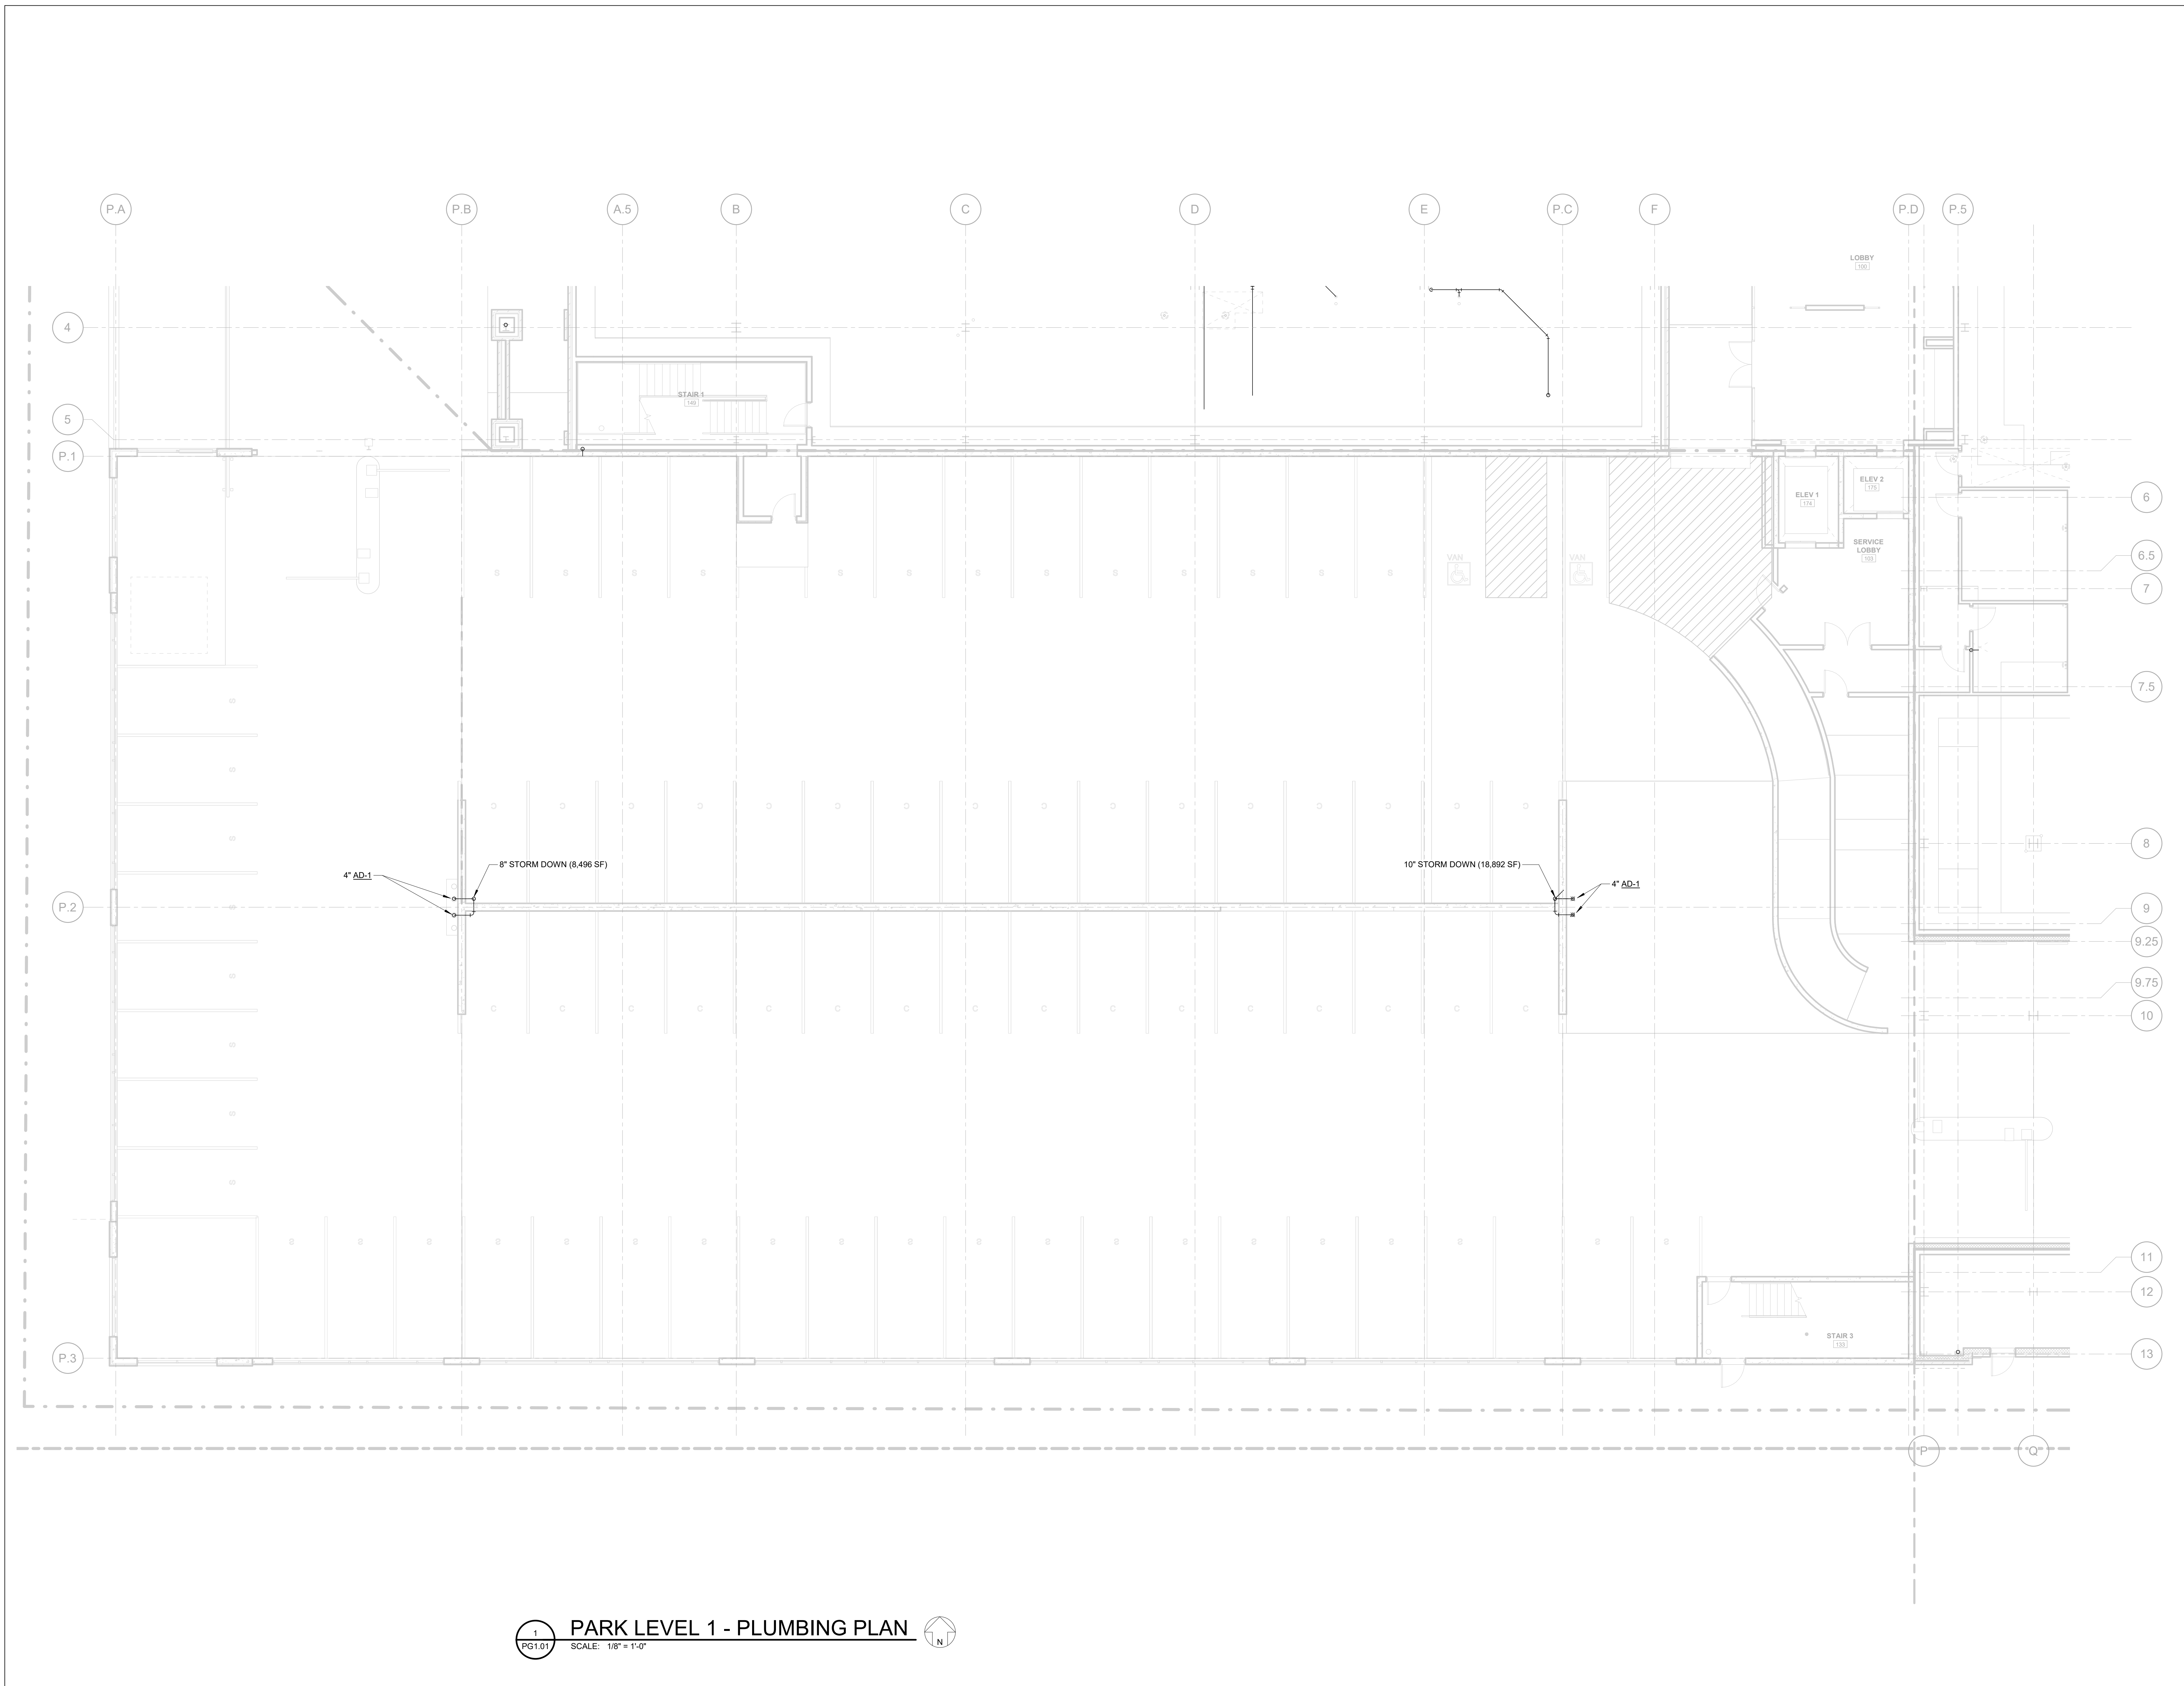 P.A
P.B
A.5
B
C
D
E
P.C
F
P.D
P.5
LOBBY
100
4
STAIR 1
149
5
P.1
ELEV 1
174
ELEV 2
175
6
SERVICE
LOBBY
103
6.5
7
VAN
VAN
S S S S S S S S S S S S S
7.5
C C C C C C C C C C C C C C C C
8
8" STORM DOWN (8,496 SF)
4" AD-1
10" STORM DOWN (18,892 SF)
4" AD-1
P.2
9
9.25
9.75
10
C C C C C C C C C C C C C C C C
11
12
STAIR 3
133
P.3
13
P
Q
1
PG1.01
PARK LEVEL 1 - PLUMBING PLAN
SCALE: 1/8" = 1'-0"
N